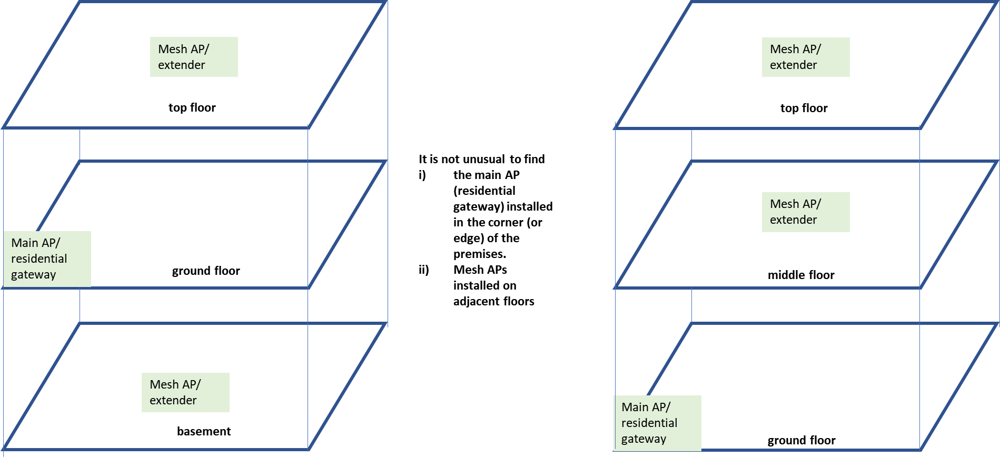 Mesh AP/
extender
top floor
Main AP/
residential
gateway
ground floor
Mesh AP/
extender
basement
It is not unusual to find
i) the main AP
(residential
gateway) installed
in the corner (or
edge) of the
premises.
ii) Mesh APs
installed on
adjacent floors
Mesh AP/
extender
top floor
Mesh AP/
extender
middle floor
Main AP/
residential
gateway
ground floor